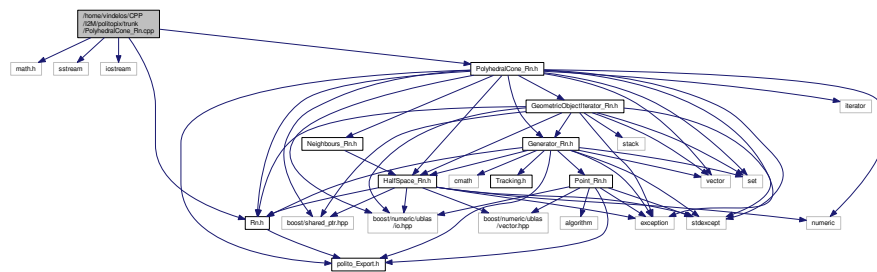 /home/vindelos/CPP
/I2M/politopix/trunk
/PolyhedralCone_Rn.cpp
math.h
sstream
iostream
PolyhedralCone_Rn.h
GeometricObjectIterator_Rn.h
iterator
Neighbours_Rn.h
Generator_Rn.h
stack
HalfSpace_Rn.h
cmath
Tracking.h
Point_Rn.h
vector
set
Rn.h
boost/shared_ptr.hpp
boost/numeric/ublas
/io.hpp
boost/numeric/ublas
/vector.hpp
algorithm
exception
stdexcept
numeric
polito_Export.h